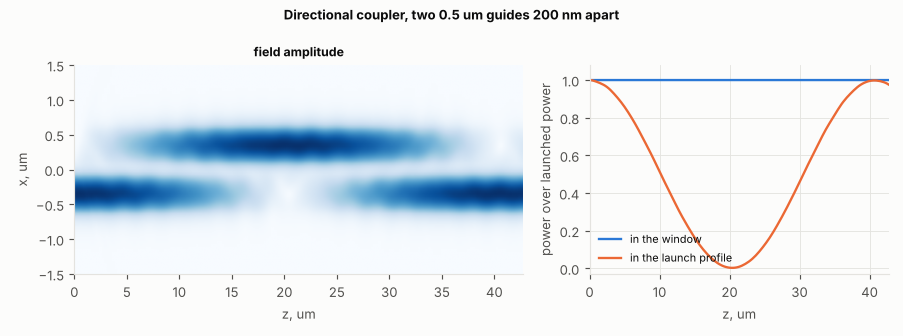 Directional coupler, two 0.5 um guides 200 nm apart
field amplitude
1.5
1.0
0.5
0.0
−0.5
−1.0
−1.5
x, um
0 5 10 15 20 25 30 35 40
z, um
1.0
0.8
0.6
0.4
0.2
0.0
power over launched power
in the window
in the launch profile
0 10 20 30 40
z, um